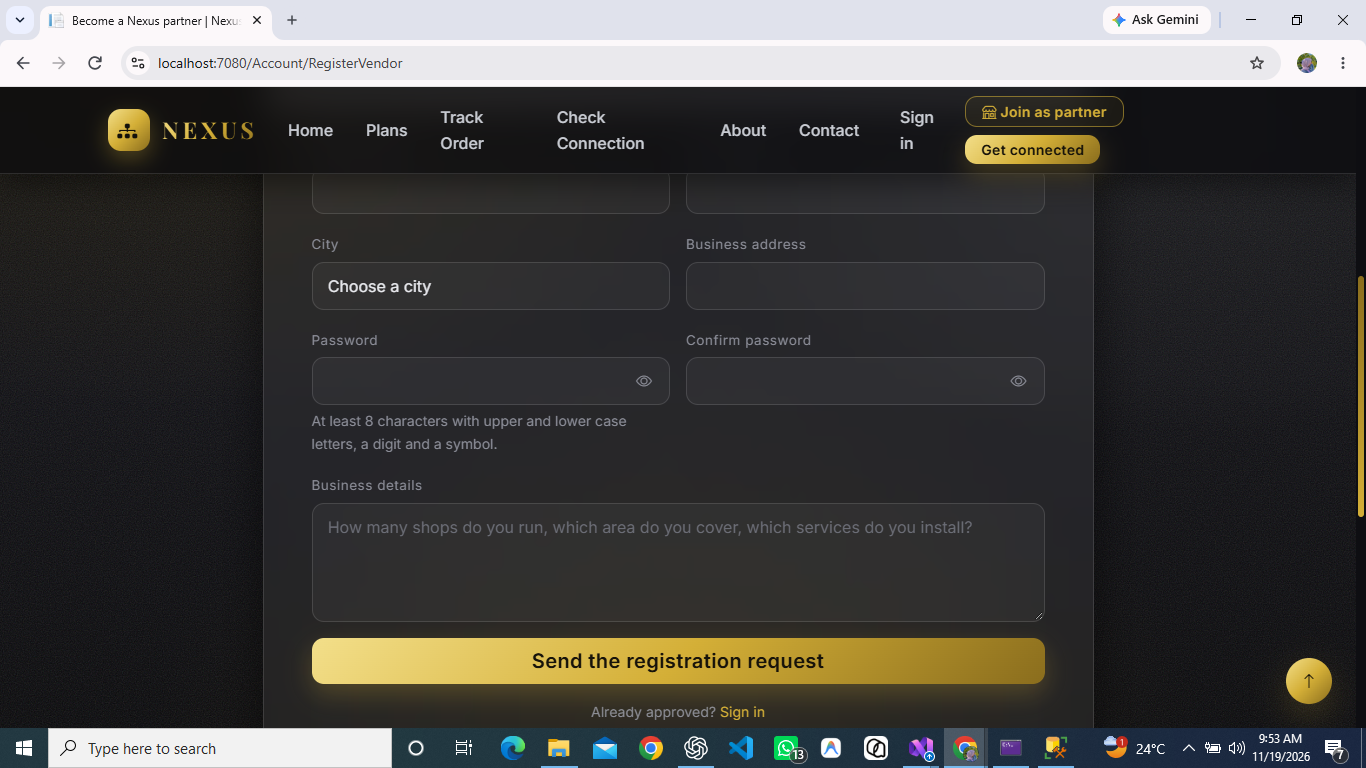 Become a Nexus partner | Nexu
Ask Gemini
localhost:7080/Account/RegisterVendor
NEXUS
Home
Plans
Track
Order
Check
Connection
About
Contact
Sign
in
Join as partner
Get connected
City
Business address
Choose a city
Password
Confirm password
At least 8 characters with upper and lower case
letters, a digit and a symbol.
Business details
How many shops do you run, which area do you cover, which services do you install?
Send the registration request
Already approved? Sign in
Type here to search
13
1
24°C
9:53 AM
11/19/2026
7